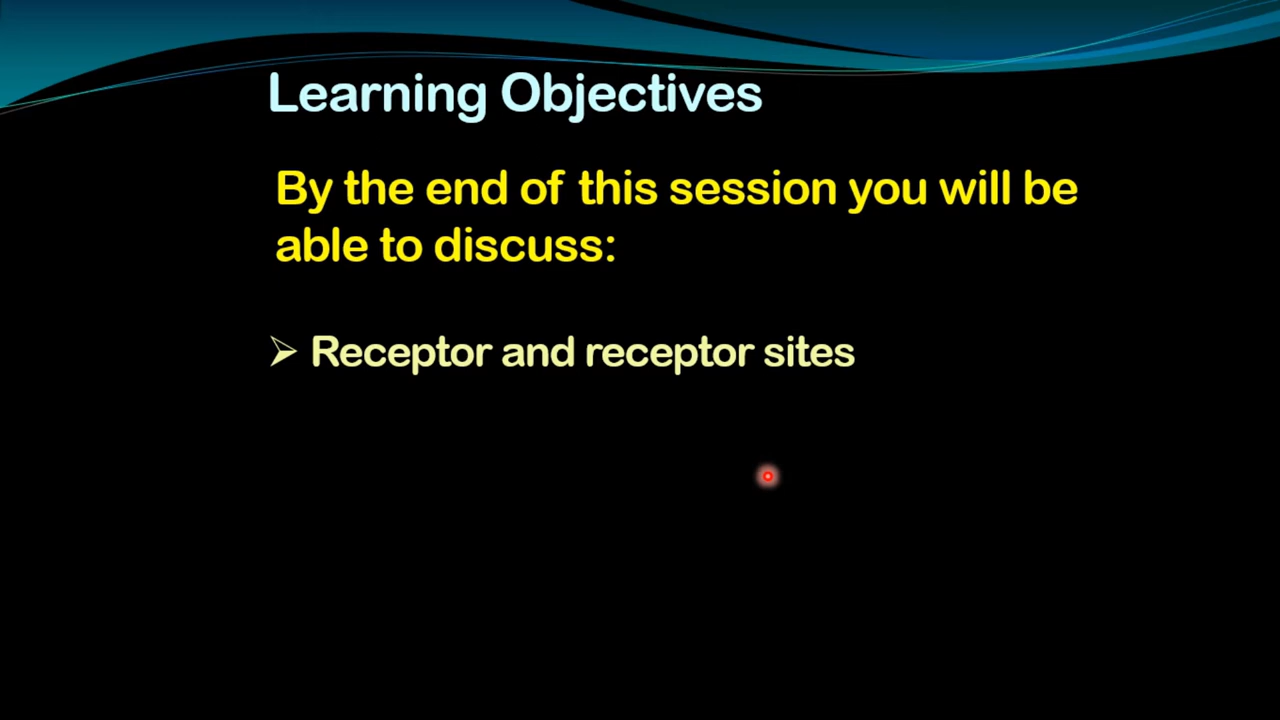 Learning Objectives
By the end of this session you will be
able to discuss:
➢ Receptor and receptor sites